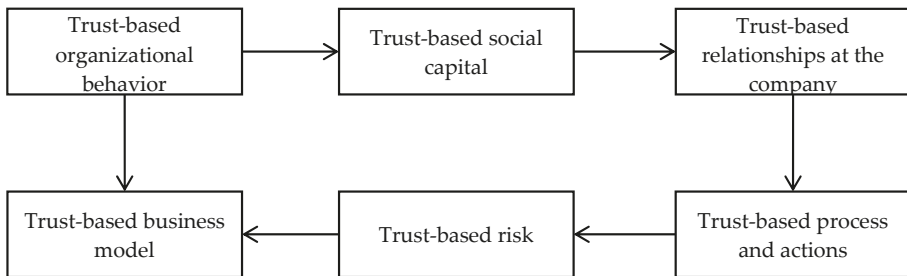 Trust-based
organizational
behavior
Trust-based social
capital
Trust-based
relationships at the
company
Trust-based business
model
Trust-based risk
Trust-based process
and actions